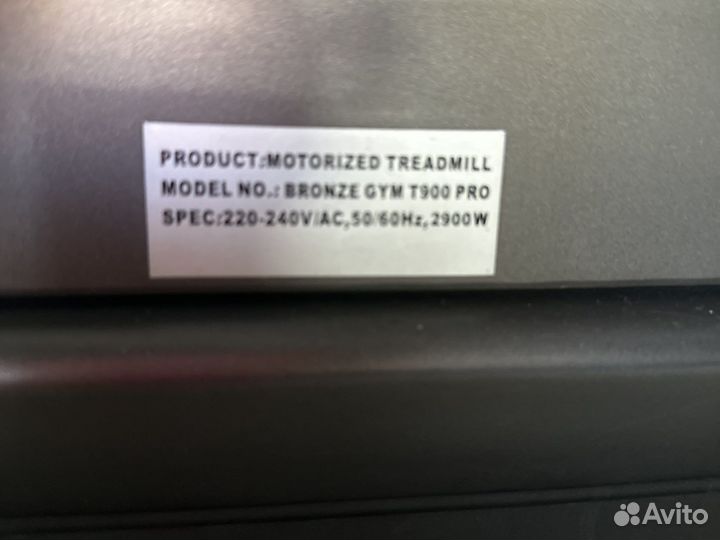 PRODUCT:MOTORIZED TREADMILL
MODEL NO.: BRONZE GYM T900 PRO
SPEC:220-240V/AC,50/60Hz,2900W
Avito